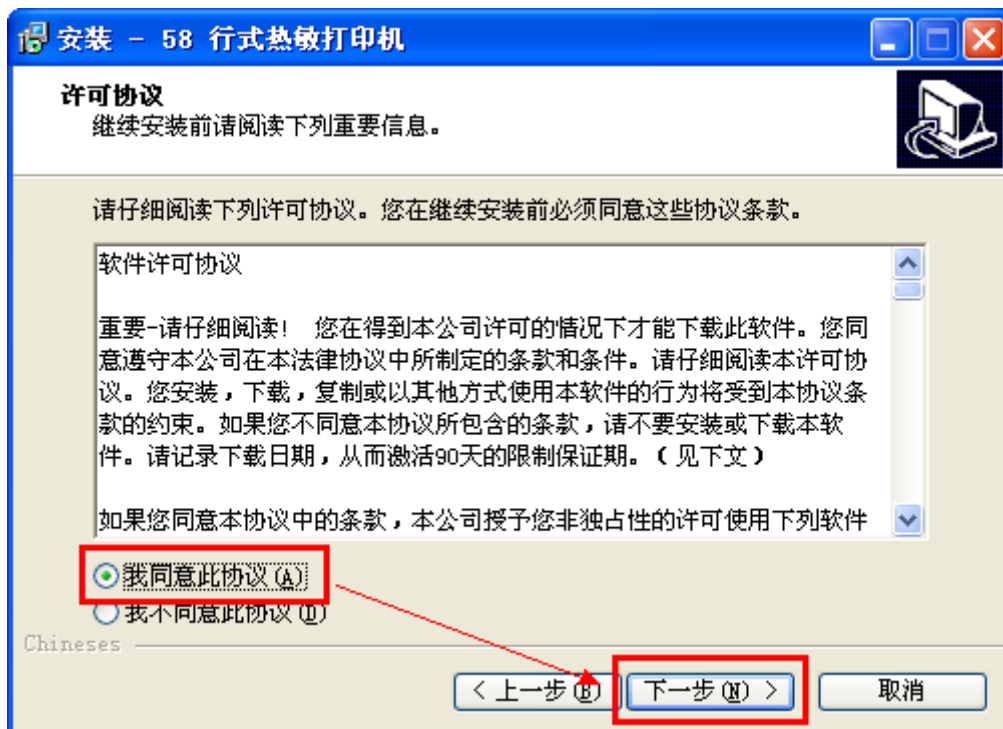 安装 - 58 行式热敏打印机
许可协议
继续安装前请阅读下列重要信息。
请仔细阅读下列许可协议。您在继续安装前必须同意这些协议条款。
软件许可协议
重要-请仔细阅读! 您在得到本公司许可的情况下才能下载此软件。您同
意遵守本公司在本法律协议中所制定的条款和条件。请仔细阅读本许可协
议。您安装,下载,复制或以其他方式使用本软件的行为将受到本协议条
款的约束。如果您不同意本协议所包含的条款,请不要安装或下载本软
件。请记录下载日期,从而激活90天的限制保证期。(见下文)
如果您同意本协议中的条款,本公司授予您非独占性的许可使用下列软件
我同意此协议(A)
我不同意此协议(D)
Chineses
< 上一步(B) 下一步(N) > 取消